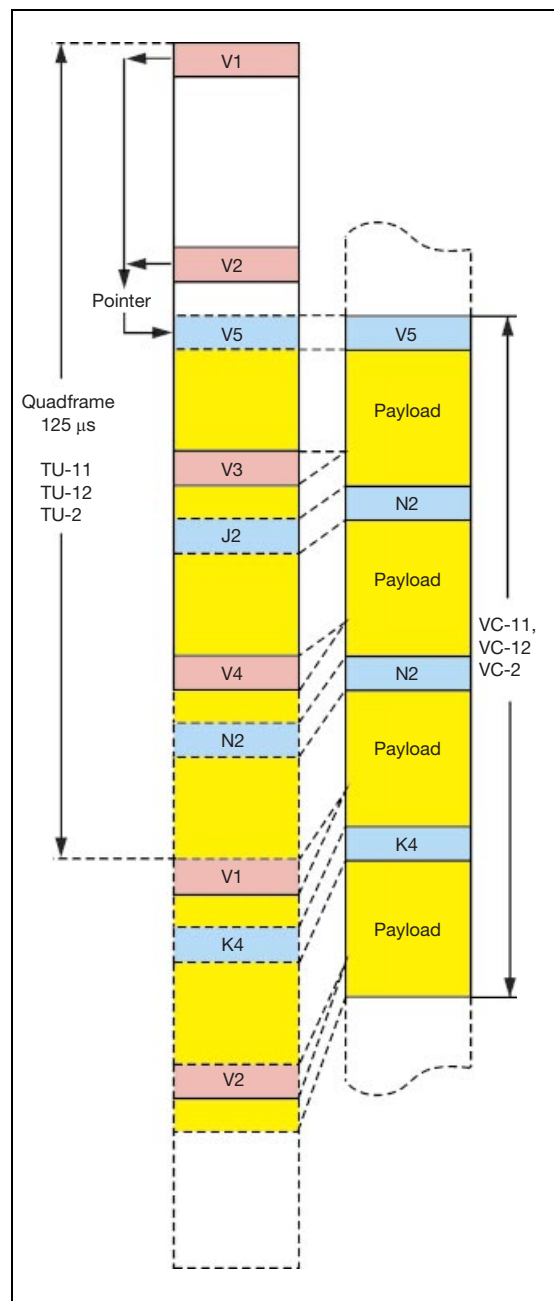 V1
V2
Pointer
V5
V5
Quadframe
125 μs
TU-11
TU-12
TU-2
Payload
V3
N2
J2
Payload
VC-11,
VC-12
VC-2
V4
N2
N2
Payload
K4
V1
K4
Payload
V2